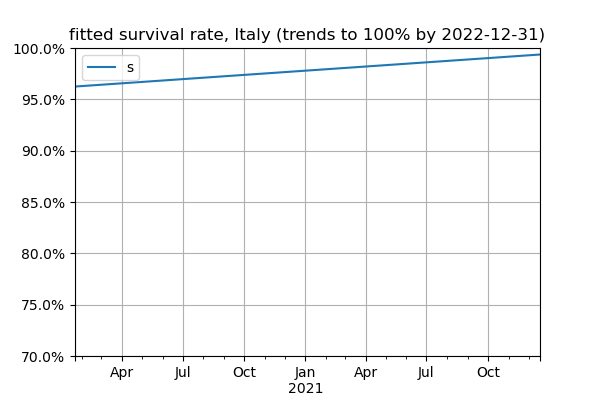 fitted survival rate, Italy (trends to 100% by 2022-12-31)
100.0%
s
95.0%
90.0%
85.0%
80.0%
75.0%
70.0%
Apr Jul Oct Jan Apr Jul Oct
2021